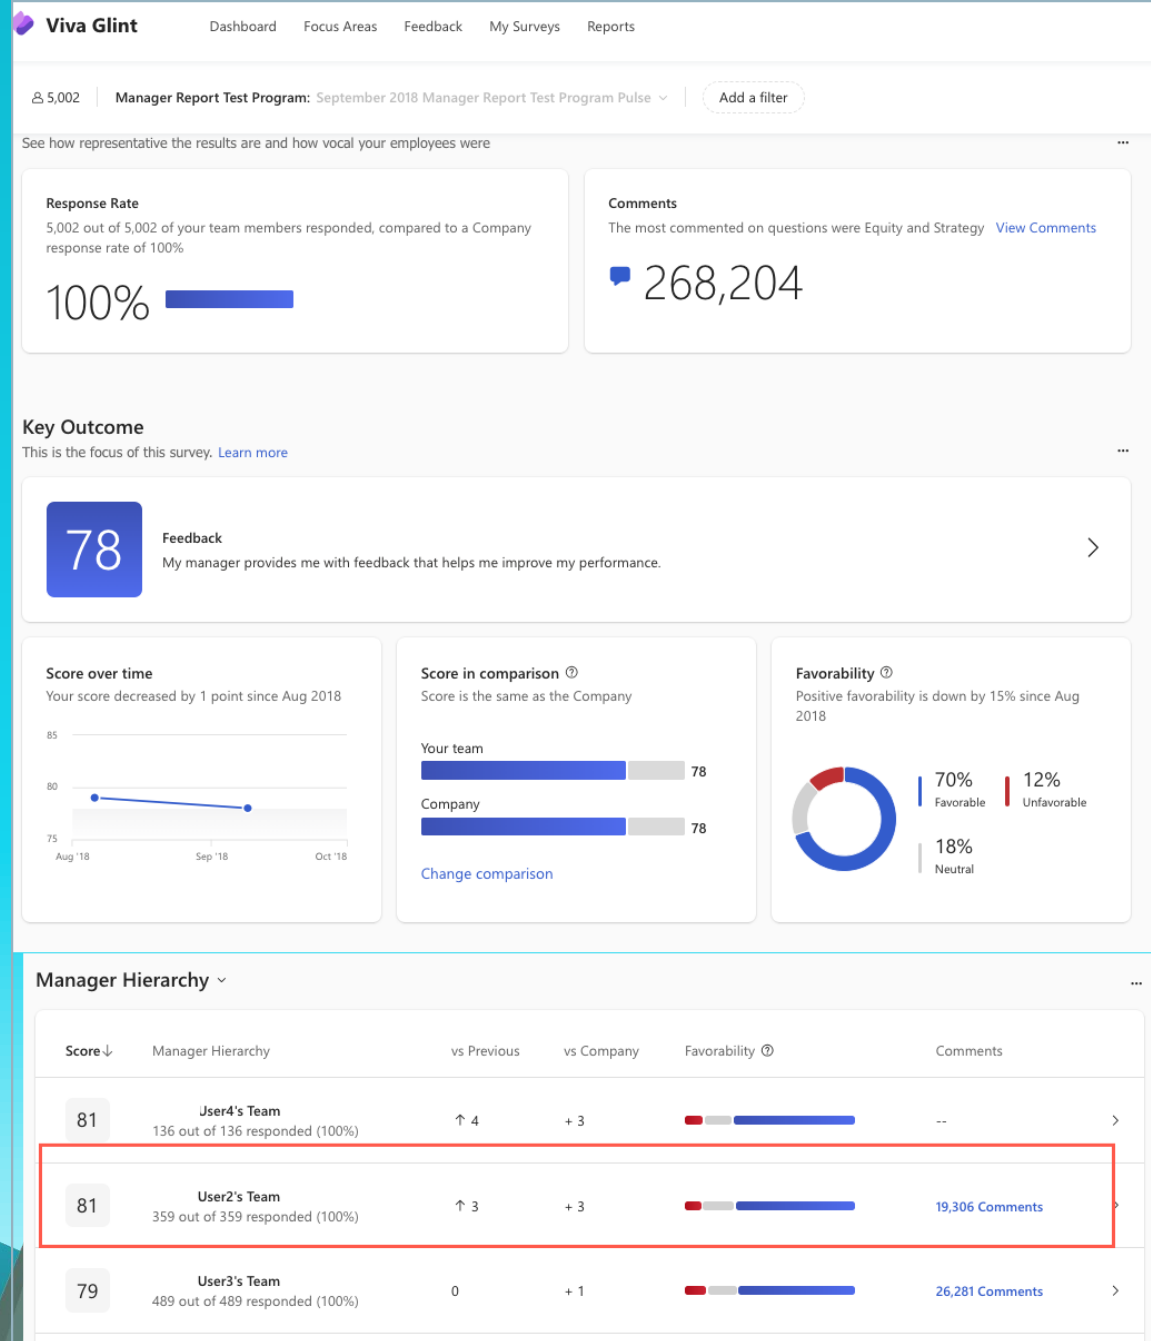 Viva Glint
Dashboard
Focus Areas
Feedback
My Surveys
Reports
5,002
Manager Report Test Program: September 2018 Manager Report Test Program Pulse
Add a filter
See how representative the results are and how vocal your employees were
...
Response Rate
5,002 out of 5,002 of your team members responded, compared to a Company
response rate of 100%
100%
Comments
The most commented on questions were Equity and Strategy View Comments
268,204
Key Outcome
This is the focus of this survey. Learn more
...
78
Feedback
My manager provides me with feedback that helps me improve my performance.
Score over time
Your score decreased by 1 point since Aug 2018
85
80
75
Aug '18
Sep '18
Oct '18
Score in comparison ?
Score is the same as the Company
Your team
78
Company
78
Change comparison
Favorability ?
Positive favorability is down by 15% since Aug
2018
70%
Favorable
12%
Unfavorable
18%
Neutral
Manager Hierarchy
...
Score↓
Manager Hierarchy
vs Previous
vs Company
Favorability ?
Comments
81
User4's Team
136 out of 136 responded (100%)
↑ 4
+ 3
--
81
User2's Team
359 out of 359 responded (100%)
↑ 3
+ 3
19,306 Comments
79
User3's Team
489 out of 489 responded (100%)
0
+ 1
26,281 Comments